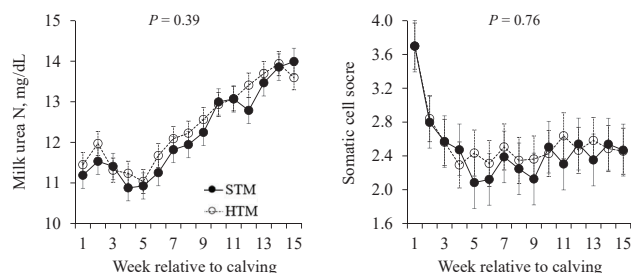 P = 0.39
Milk urea N, mg/dL
15
14
13
12
11
10
STM
HTM
1 3 5 7 9 11 13 15
Week relative to calving
P = 0.76
Somatic cell socre
4.0
3.6
3.2
2.8
2.4
2.0
1.6
1 3 5 7 9 11 13 15
Week relative to calving